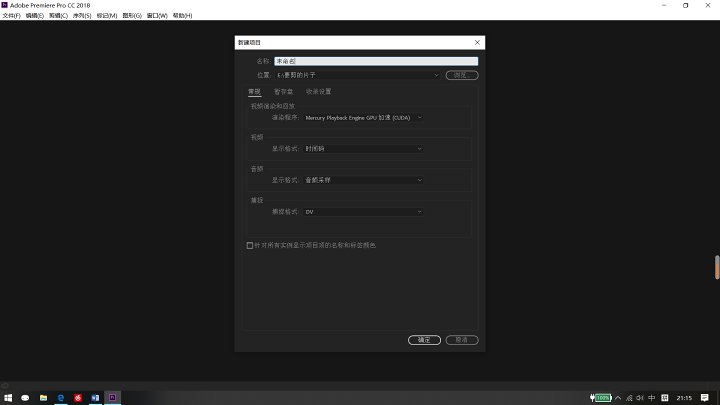 Adobe Premiere Pro CC 2018
文件(F) 编辑(E) 剪辑(C) 序列(S) 标记(M) 图形(G) 窗口(W) 帮助(H)
新建项目
名称: 未命名
位置: E:\要剪的片子 浏览...
常规 暂存盘 收录设置
视频渲染和回放
渲染程序: Mercury Playback Engine GPU 加速 (CUDA)
视频
显示格式: 时间码
音频
显示格式: 音频采样
捕捉
捕捉格式: DV
针对所有实例显示项目项的名称和标签颜色
确定 取消
100% 中 21:15